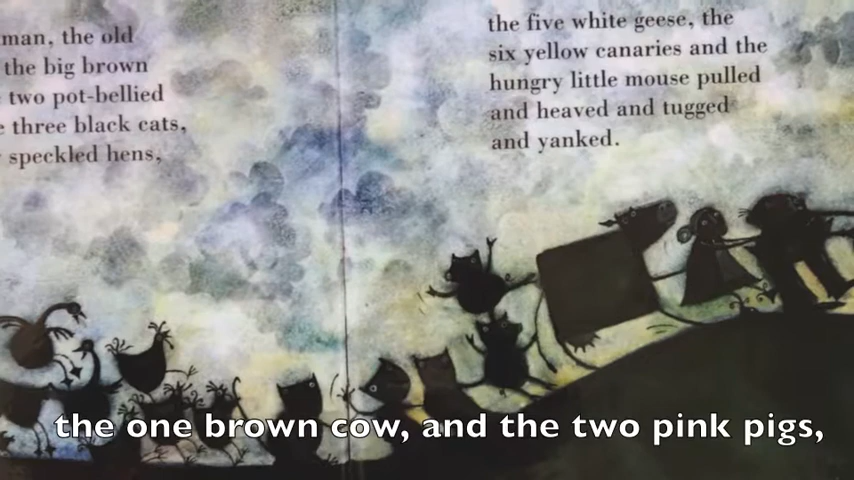 man, the old
the big brown
two pot-bellied
three black cats,
speckled hens,
the five white geese, the
six yellow canaries and the
hungry little mouse pulled
and heaved and tugged
and yanked.
the one brown cow, and the two pink pigs,